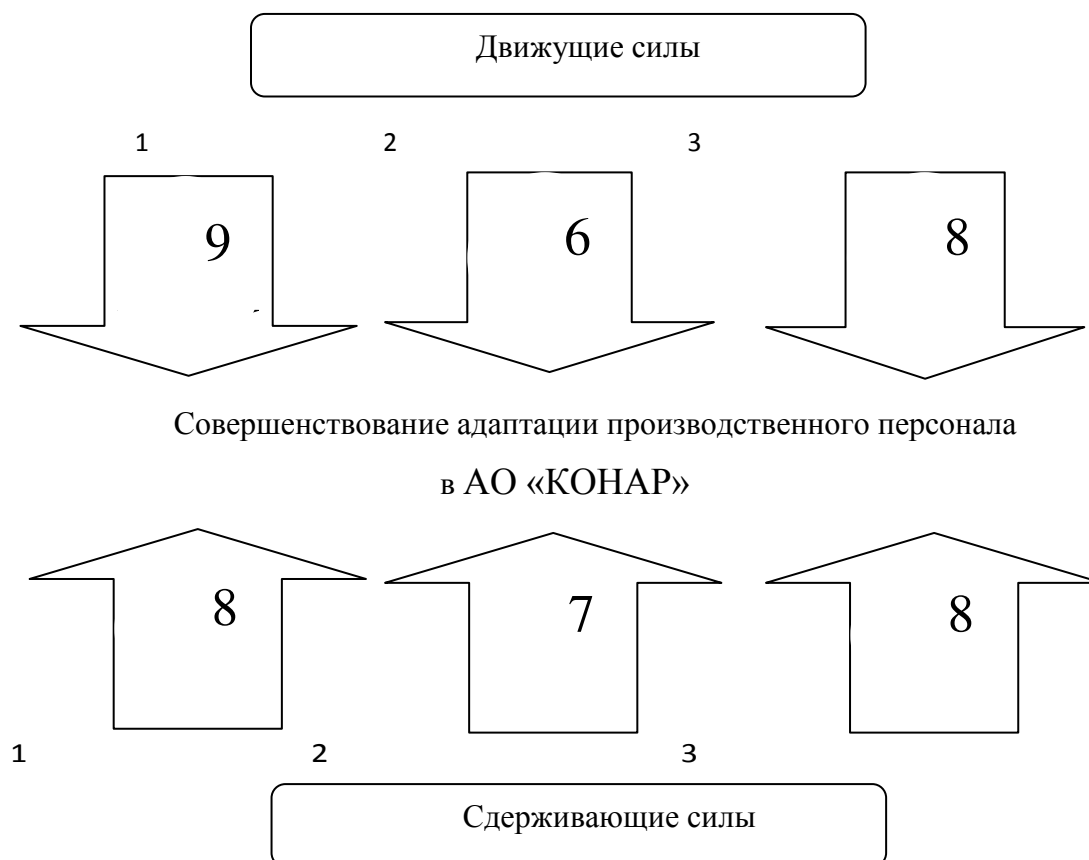 Движущие силы
1 2 3
9 6 8
Совершенствование адаптации производственного персонала
в АО «КОНАР»
8 7 8
1 2 3
Сдерживающие силы